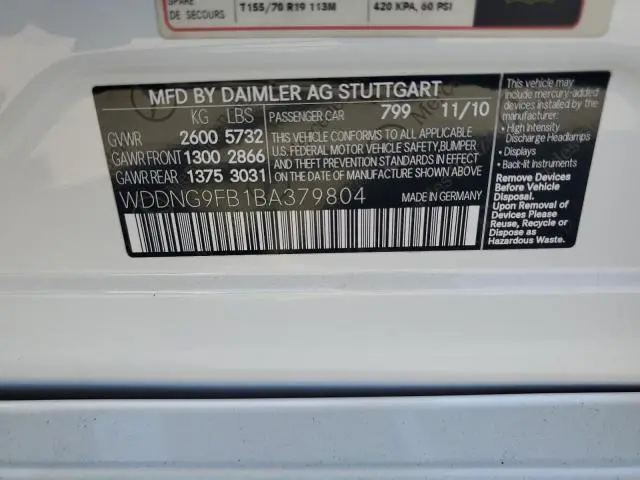 SPARE
DE SECOURS T155/70 R19 113M 420 KPA, 60 PSI
MFD BY DAIMLER AG STUTTGART
KG LBS PASSENGER CAR 799 11/10
GVWR 2600 5732
GAWR FRONT 1300 2866
GAWR REAR 1375 3031
THIS VEHICLE CONFORMS TO ALL APPLICABLE
U.S. FEDERAL MOTOR VEHICLE SAFETY, BUMPER
AND THEFT PREVENTION STANDARDS IN EFFECT
ON THE DATE OF MANUFACTURE SHOWN ABOVE
WDDNG9FB1BA379804 MADE IN GERMANY
This vehicle may
include mercury-added
devices installed by the
manufacturer:
• High Intensity
Discharge Headlamps
• Displays
• Back-lit Instruments
Remove Devices
Before Vehicle
Disposal.
Upon Removal of
Devices Please
Reuse, Recycle or
Dispose as
Hazardous Waste.